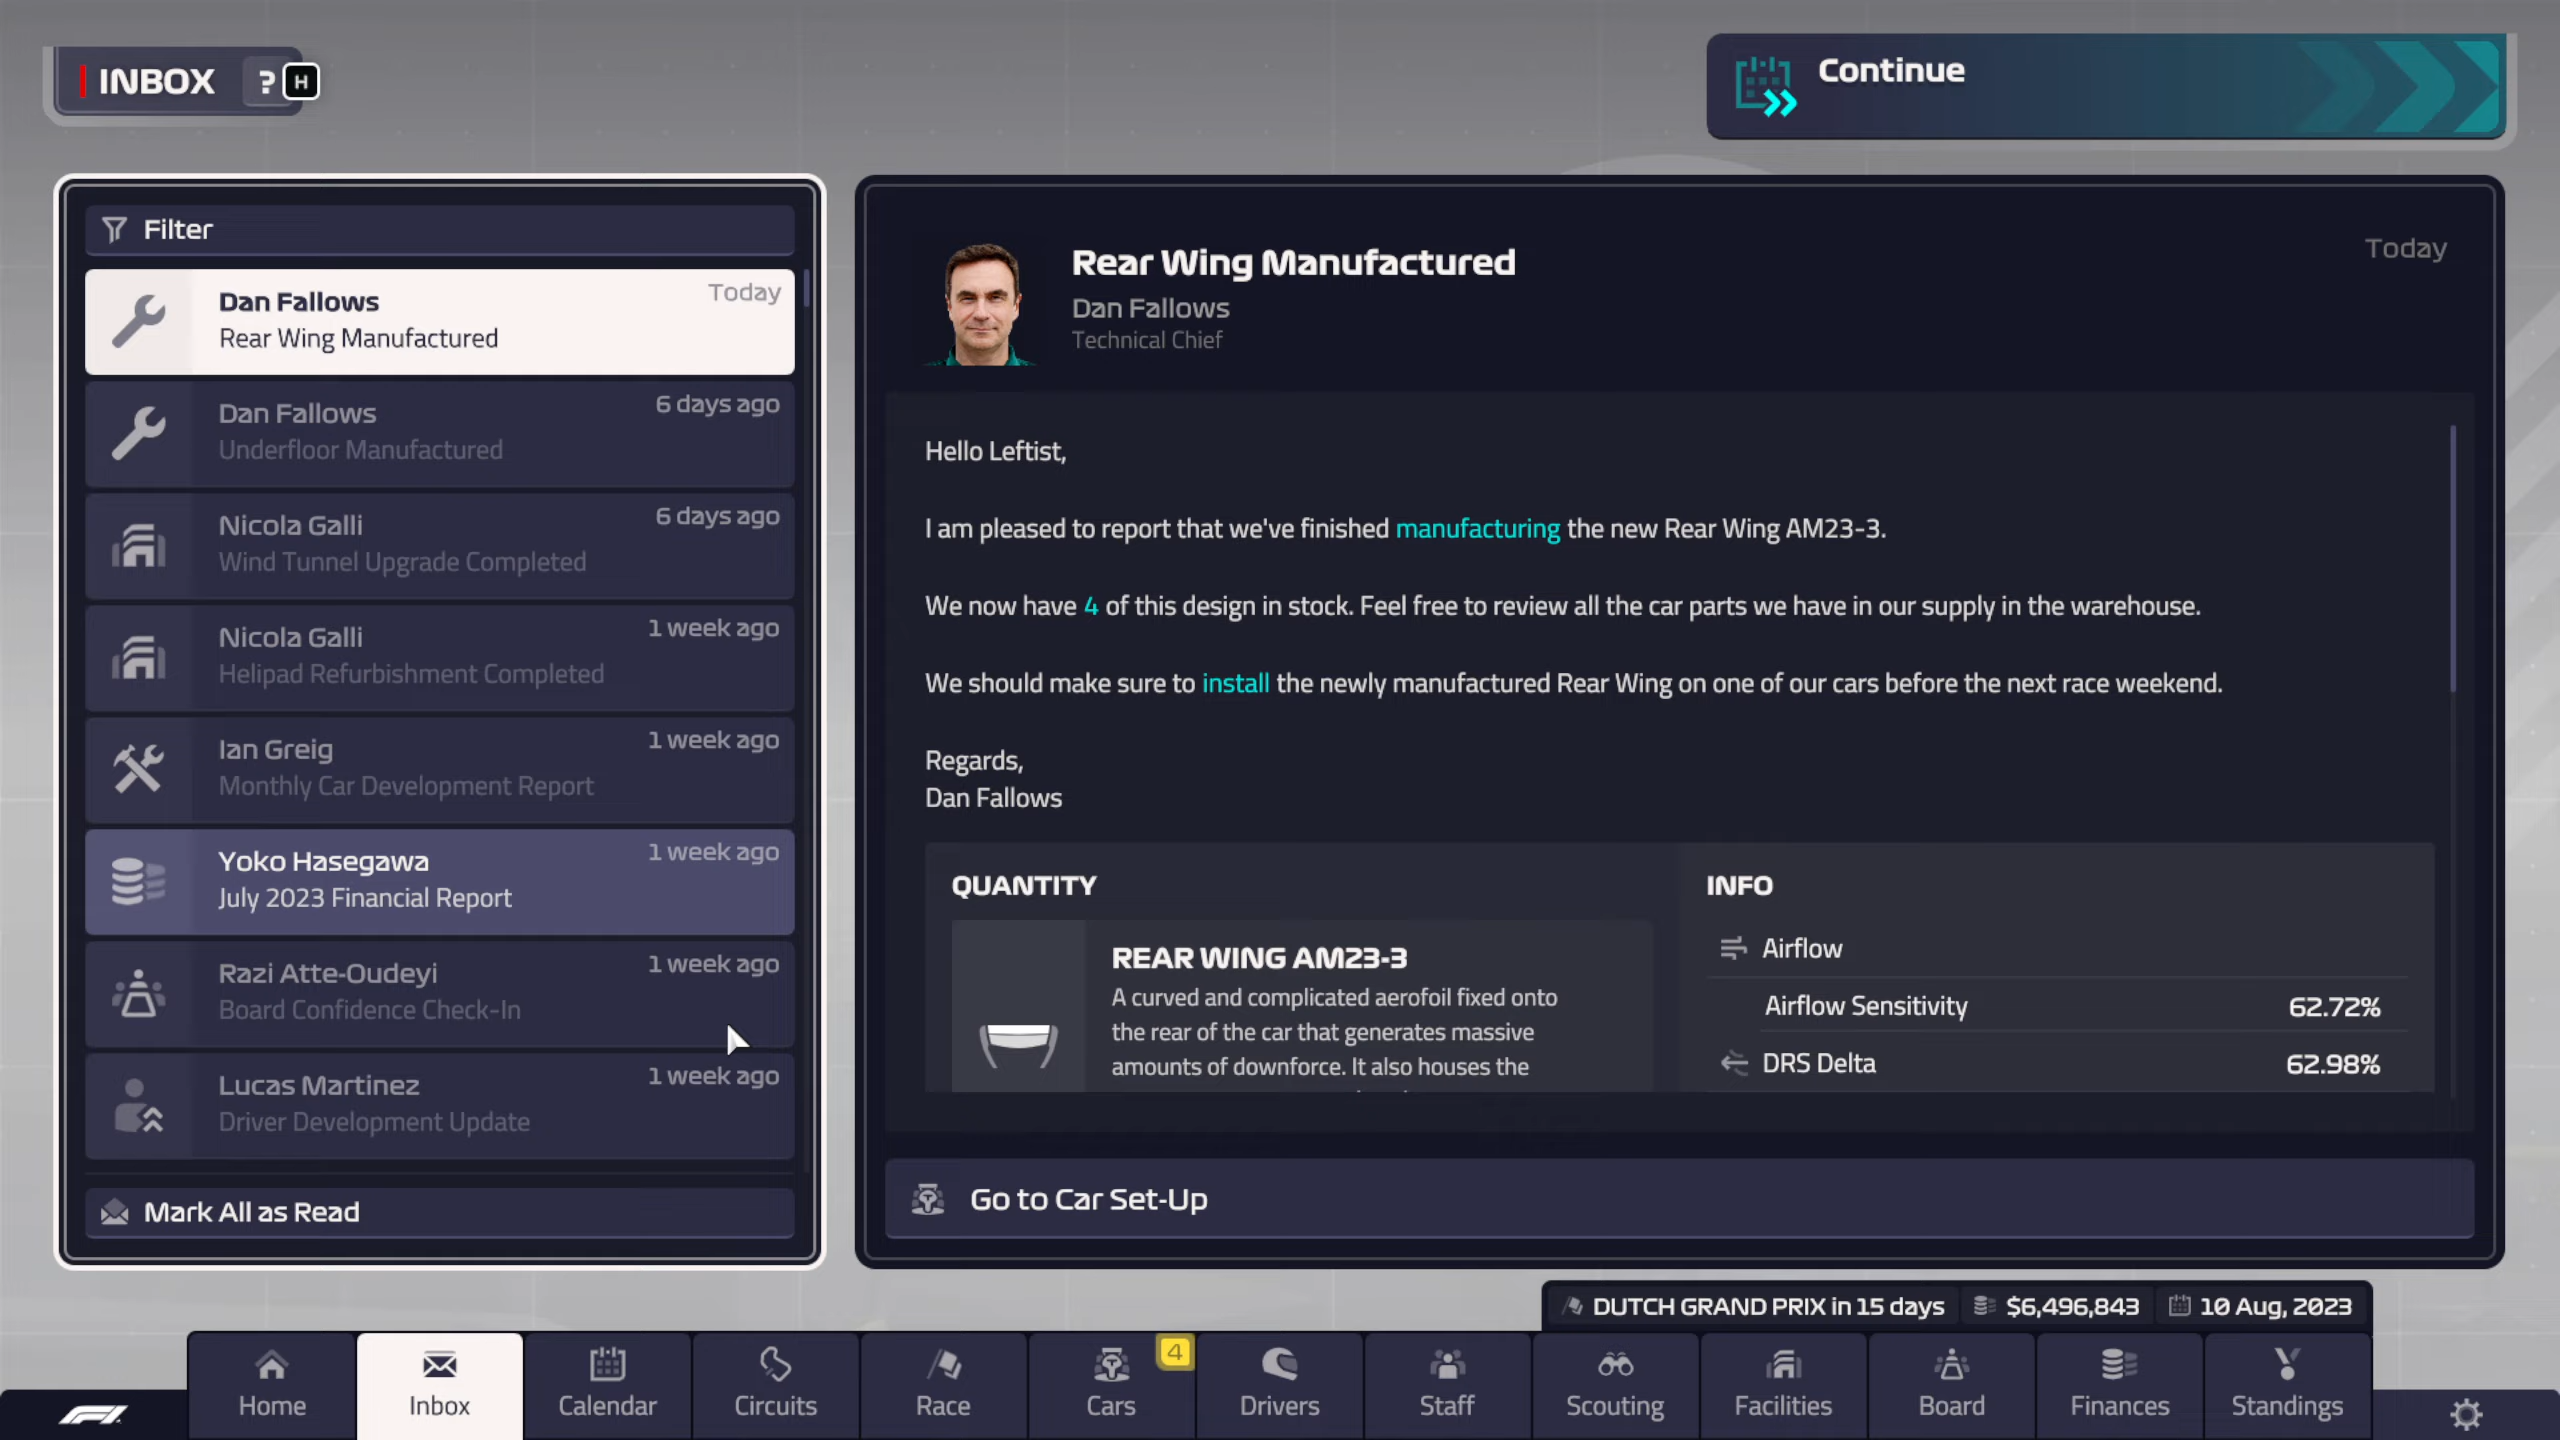 INBOX
? H
Continue
Filter
Dan Fallows
Today
Rear Wing Manufactured
Dan Fallows
6 days ago
Underfloor Manufactured
Nicola Galli
6 days ago
Wind Tunnel Upgrade Completed
Nicola Galli
1 week ago
Helipad Refurbishment Completed
Ian Greig
1 week ago
Monthly Car Development Report
Yoko Hasegawa
1 week ago
July 2023 Financial Report
Razi Atte-Oudeyi
1 week ago
Board Confidence Check-In
Lucas Martinez
1 week ago
Driver Development Update
Mark All as Read
Rear Wing Manufactured
Today
Dan Fallows
Technical Chief
Hello Leftist,
I am pleased to report that we've finished manufacturing the new Rear Wing AM23-3.
We now have 4 of this design in stock. Feel free to review all the car parts we have in our supply in the warehouse.
We should make sure to install the newly manufactured Rear Wing on one of our cars before the next race weekend.
Regards,
Dan Fallows
QUANTITY
REAR WING AM23-3
A curved and complicated aerofoil fixed onto
the rear of the car that generates massive
amounts of downforce. It also houses the
INFO
Airflow
Airflow Sensitivity 62.72%
DRS Delta 62.98%
Go to Car Set-Up
DUTCH GRAND PRIX in 15 days
$6,496,843
10 Aug, 2023
F1
Home
Inbox
Calendar
Circuits
Race
4
Cars
Drivers
Staff
Scouting
Facilities
Board
Finances
Standings